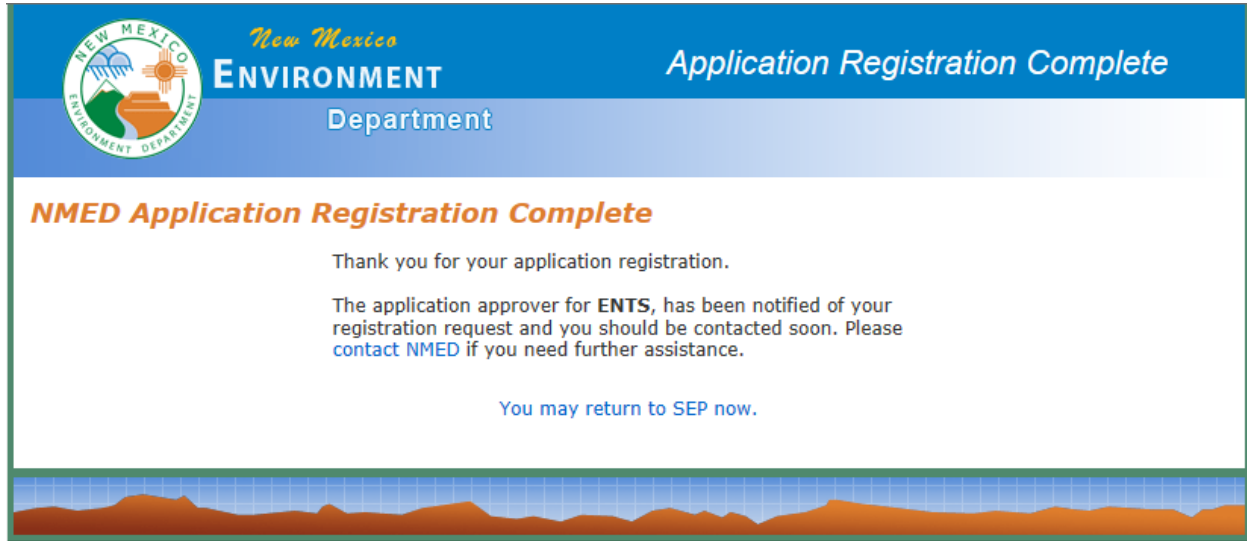 NEW MEXICO
ENVIRONMENT DEPARTMENT
New Mexico
ENVIRONMENT
Department
Application Registration Complete
NMED Application Registration Complete
Thank you for your application registration.
The application approver for ENTS, has been notified of your
registration request and you should be contacted soon. Please
contact NMED if you need further assistance.
You may return to SEP now.